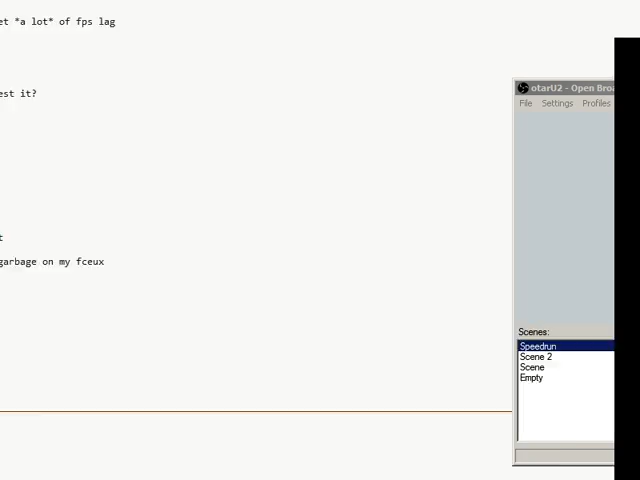 et *a lot* of fps lag
est it?
otarU2 - Open Broa
File Settings Profiles
t
garbage on my fceux
Scenes:
Speedrun
Scene 2
Scene
Empty